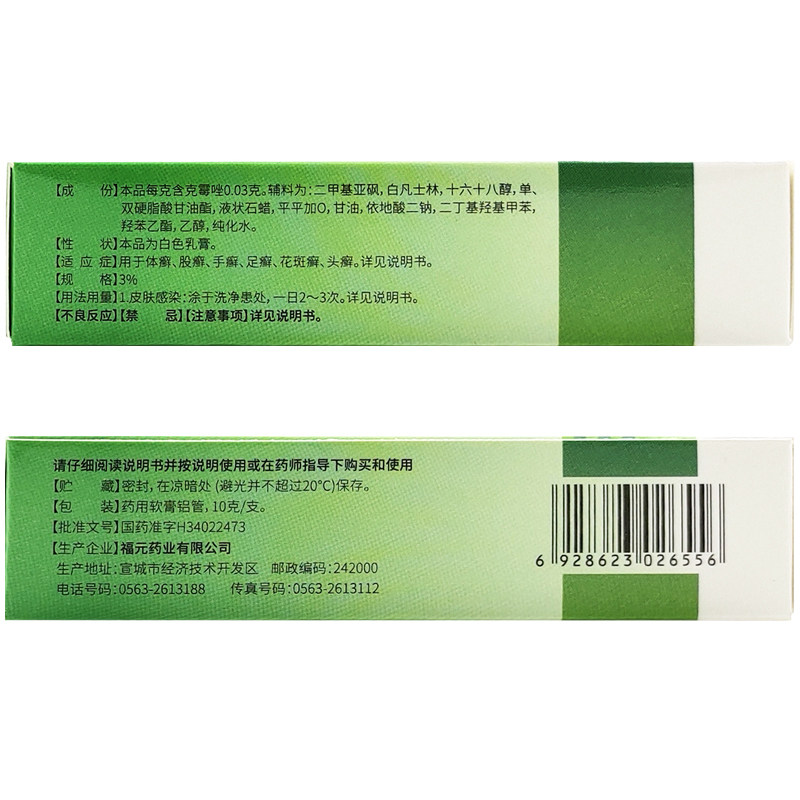 【成 份】本品每克含克霉唑0.03克。辅料为:二甲基亚砜,白凡士林,十六十八醇,单、
双硬脂酸甘油酯,液状石蜡,平平加O,甘油,依地酸二钠,二丁基羟基甲苯,
羟苯乙酯,乙醇,纯化水。
【性 状】本品为白色乳膏。
【适 应 症】用于体癣、股癣、手癣、足癣、花斑癣、头癣。详见说明书。
【规 格】3%
【用法用量】1.皮肤感染:涂于洗净患处,一日2～3次。详见说明书。
【不良反应】【禁 忌】【注意事项】详见说明书。
请仔细阅读说明书并按说明使用或在药师指导下购买和使用
【贮 藏】密封,在凉暗处(避光并不超过20°C)保存。
【包 装】药用软膏铝管,10克/支。
【批准文号】国药准字H34022473
【生产企业】福元药业有限公司
生产地址:宣城市经济技术开发区 邮政编码:242000
电话号码:0563-2613188 传真号码:0563-2613112
6 928623 026556